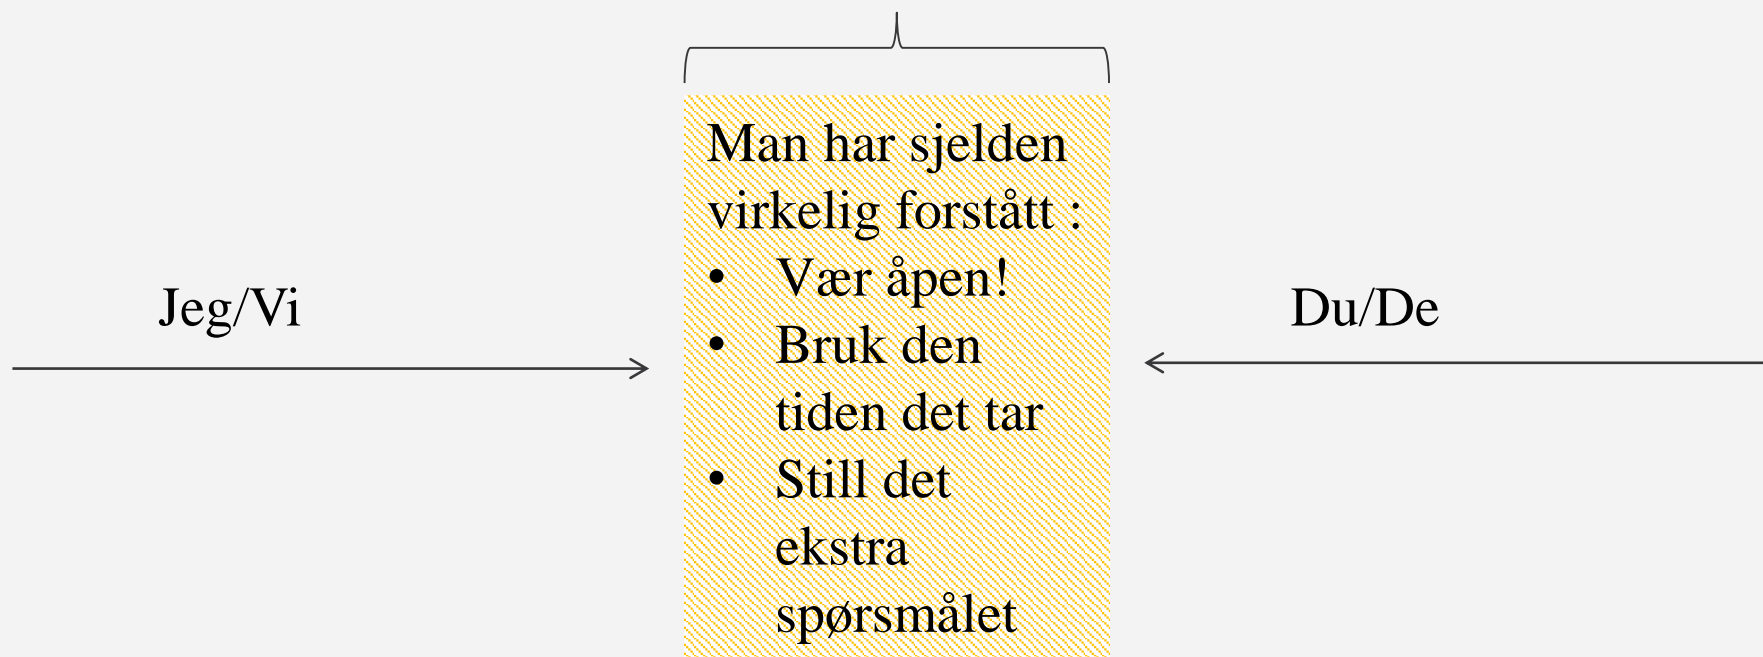 Man har sjelden
virkelig forstått :
• Vær åpen!
• Bruk den
tiden det tar
• Still det
ekstra
spørsmålet
Jeg/Vi
Du/De